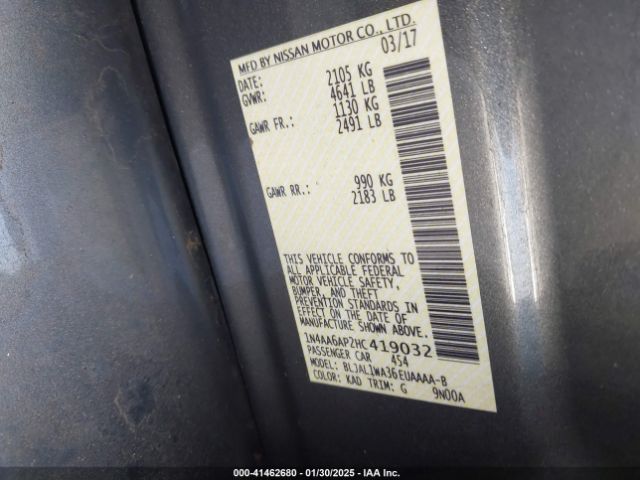 MFD BY NISSAN MOTOR CO., LTD.
DATE: 03/17
GVWR: 2105 KG
4641 LB
GAWR FR.: 1130 KG
2491 LB
GAWR RR.: 990 KG
2183 LB
THIS VEHICLE CONFORMS TO
ALL APPLICABLE FEDERAL
MOTOR VEHICLE SAFETY,
BUMPER, AND THEFT
PREVENTION STANDARDS IN
EFFECT ON THE DATE OF
MANUFACTURE SHOWN ABOVE.
1N4AA6AP2HC419032
PASSENGER CAR 454
MODEL: BLJAL1WA36EUAAAA-B
COLOR: KAD TRIM: G 9N00A
000-41462680 - 01/30/2025 - IAA Inc.